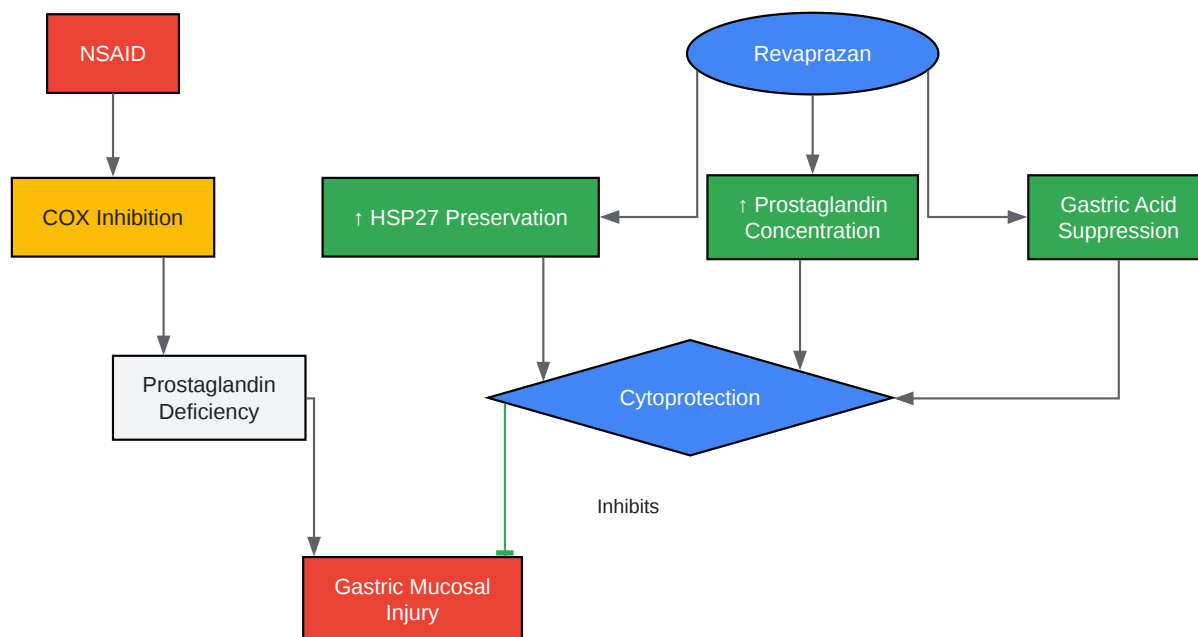 NSAID
Revaprazan
COX Inhibition
↑ HSP27 Preservation
↑ Prostaglandin
Concentration
Gastric Acid
Suppression
Prostaglandin
Deficiency
Cytoprotection
Inhibits
Gastric Mucosal
Injury